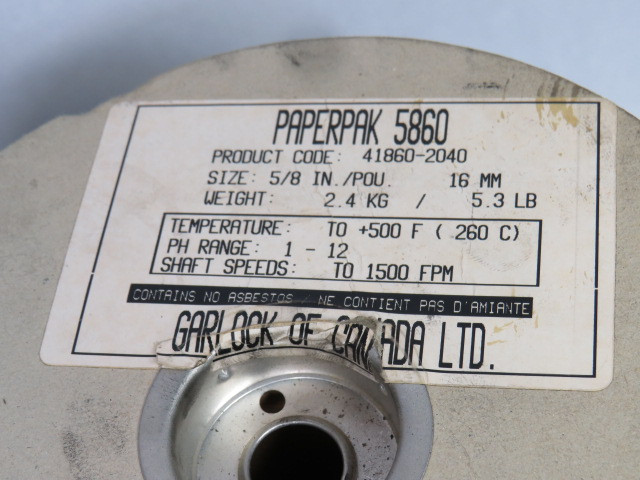 PAPERPAK 5860
PRODUCT CODE: 41860-2040
SIZE: 5/8 IN./POU. 16 MM
WEIGHT: 2.4 KG / 5.3 LB
TEMPERATURE: TO +500 F ( 260 C)
PH RANGE: 1 - 12
SHAFT SPEEDS: TO 1500 FPM
CONTAINS NO ASBESTOS / NE CONTIENT PAS D'AMIANTE
GARLOCK OF CANADA LTD.